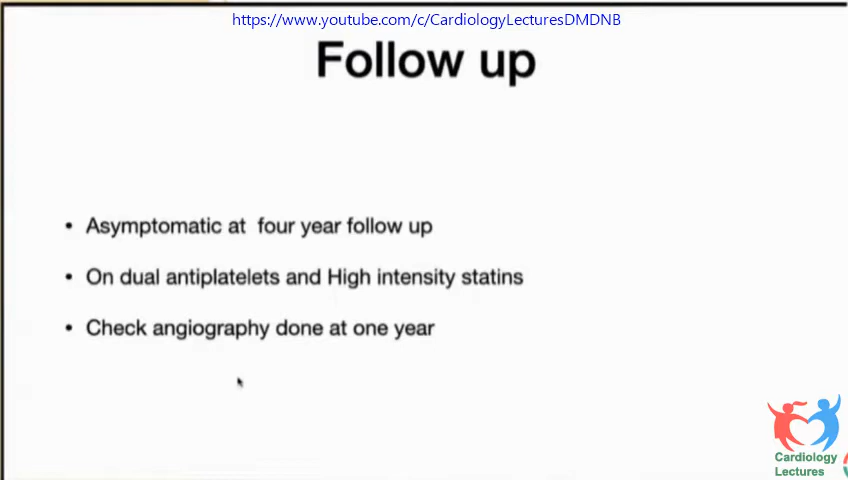 https://www.youtube.com/c/CardiologyLecturesDMDNB
Follow up
• Asymptomatic at four year follow up
• On dual antiplatelets and High intensity statins
• Check angiography done at one year
Cardiology
Lectures